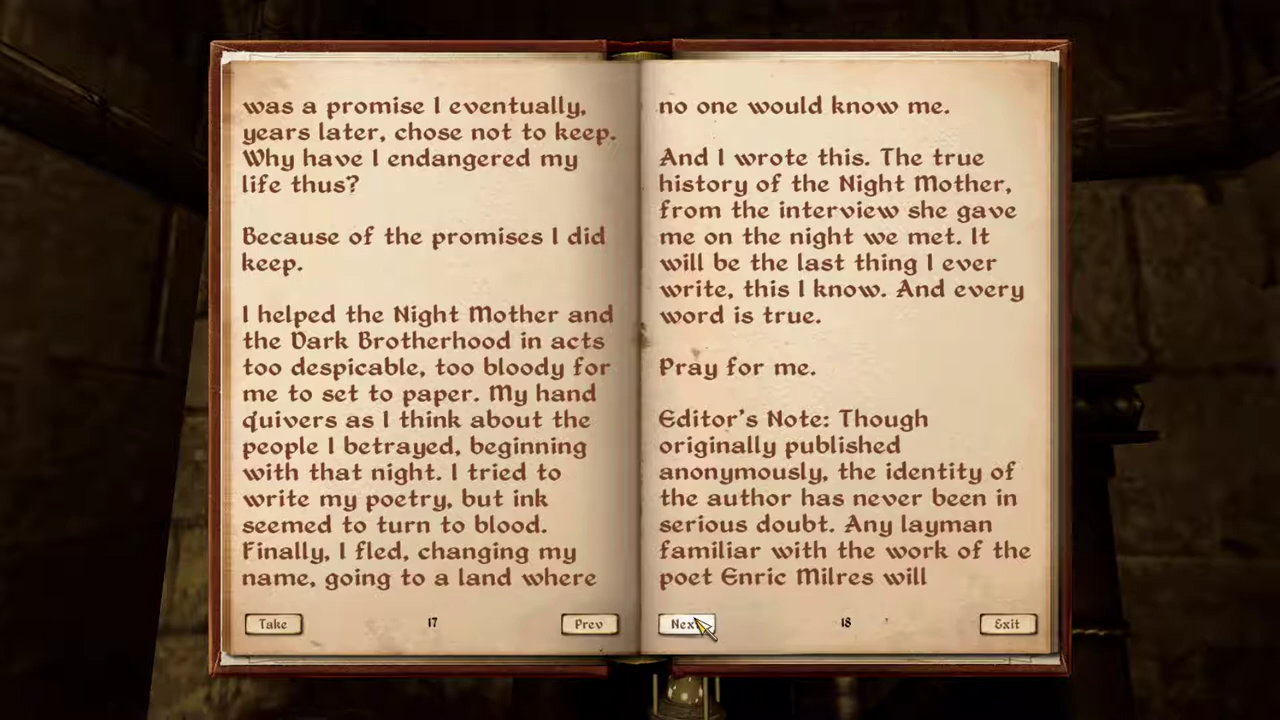 was a promise I eventually,
years later, chose not to keep.
Why have I endangered my
life thus?
Because of the promises I did
keep.
I helped the Night Mother and
the Dark Brotherhood in acts
too despicable, too bloody for
me to set to paper. My hand
quivers as I think about the
people I betrayed, beginning
with that night. I tried to
write my poetry, but ink
seemed to turn to blood.
Finally, I fled, changing my
name, going to a land where
Take
17
Prev
no one would know me.
And I wrote this. The true
history of the Night Mother,
from the interview she gave
me on the night we met. It
will be the last thing I ever
write, this I know. And every
word is true.
Pray for me.
Editor's Note: Though
originally published
anonymously, the identity of
the author has never been in
serious doubt. Any layman
familiar with the work of the
poet Enric Milres will
Next
18
Exit